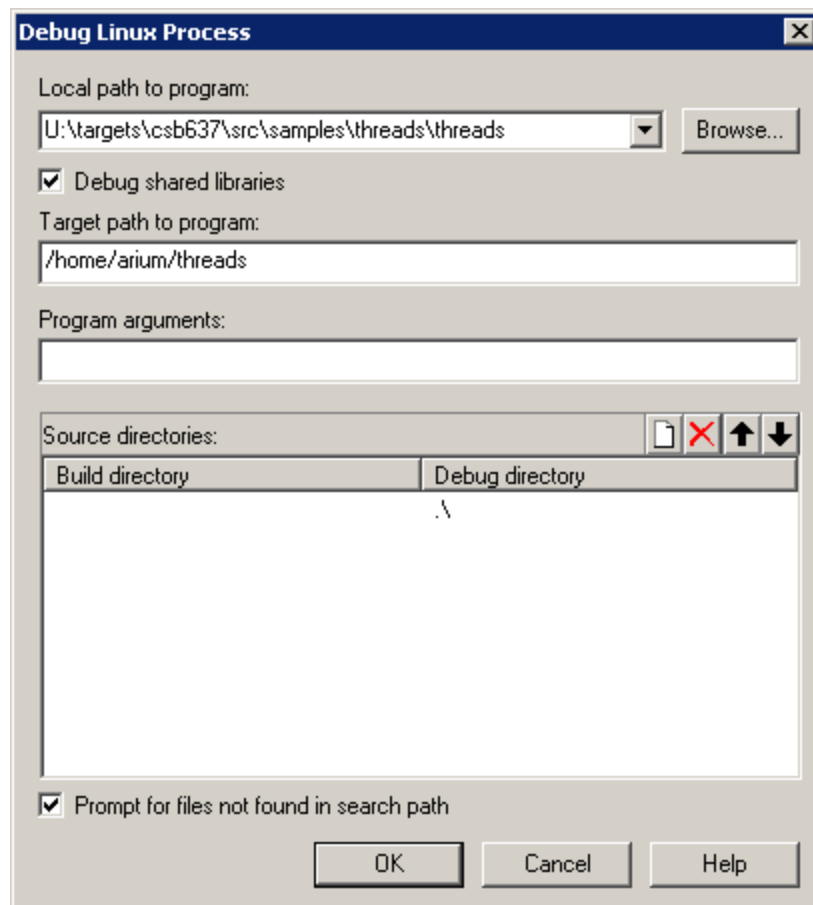 Debug Linux Process
Local path to program:
U:\targets\csb637\src\samples\threads\threads
Browse...
Debug shared libraries
Target path to program:
/home/arium/threads
Program arguments:
Source directories:
Build directory Debug directory
.\
Prompt for files not found in search path
OK Cancel Help